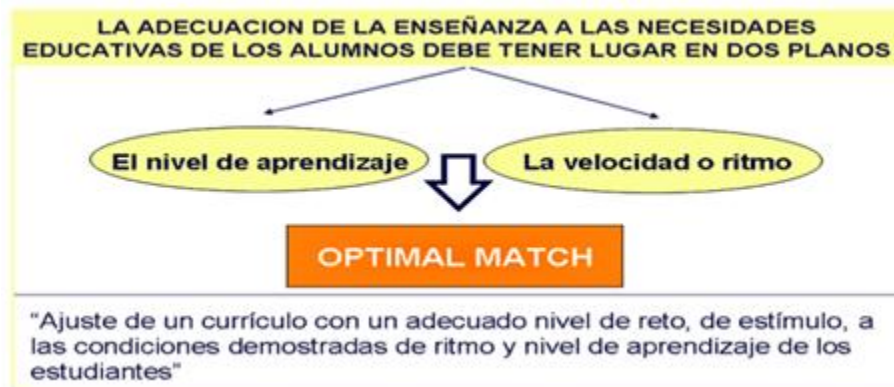 LA ADECUACION DE LA ENSEÑANZA A LAS NECESIDADES
EDUCATIVAS DE LOS ALUMNOS DEBE TENER LUGAR EN DOS PLANOS
El nivel de aprendizaje
La velocidad o ritmo
OPTIMAL MATCH
"Ajuste de un currículo con un adecuado nivel de reto, de estímulo, a
las condiciones demostradas de ritmo y nivel de aprendizaje de los
estudiantes"